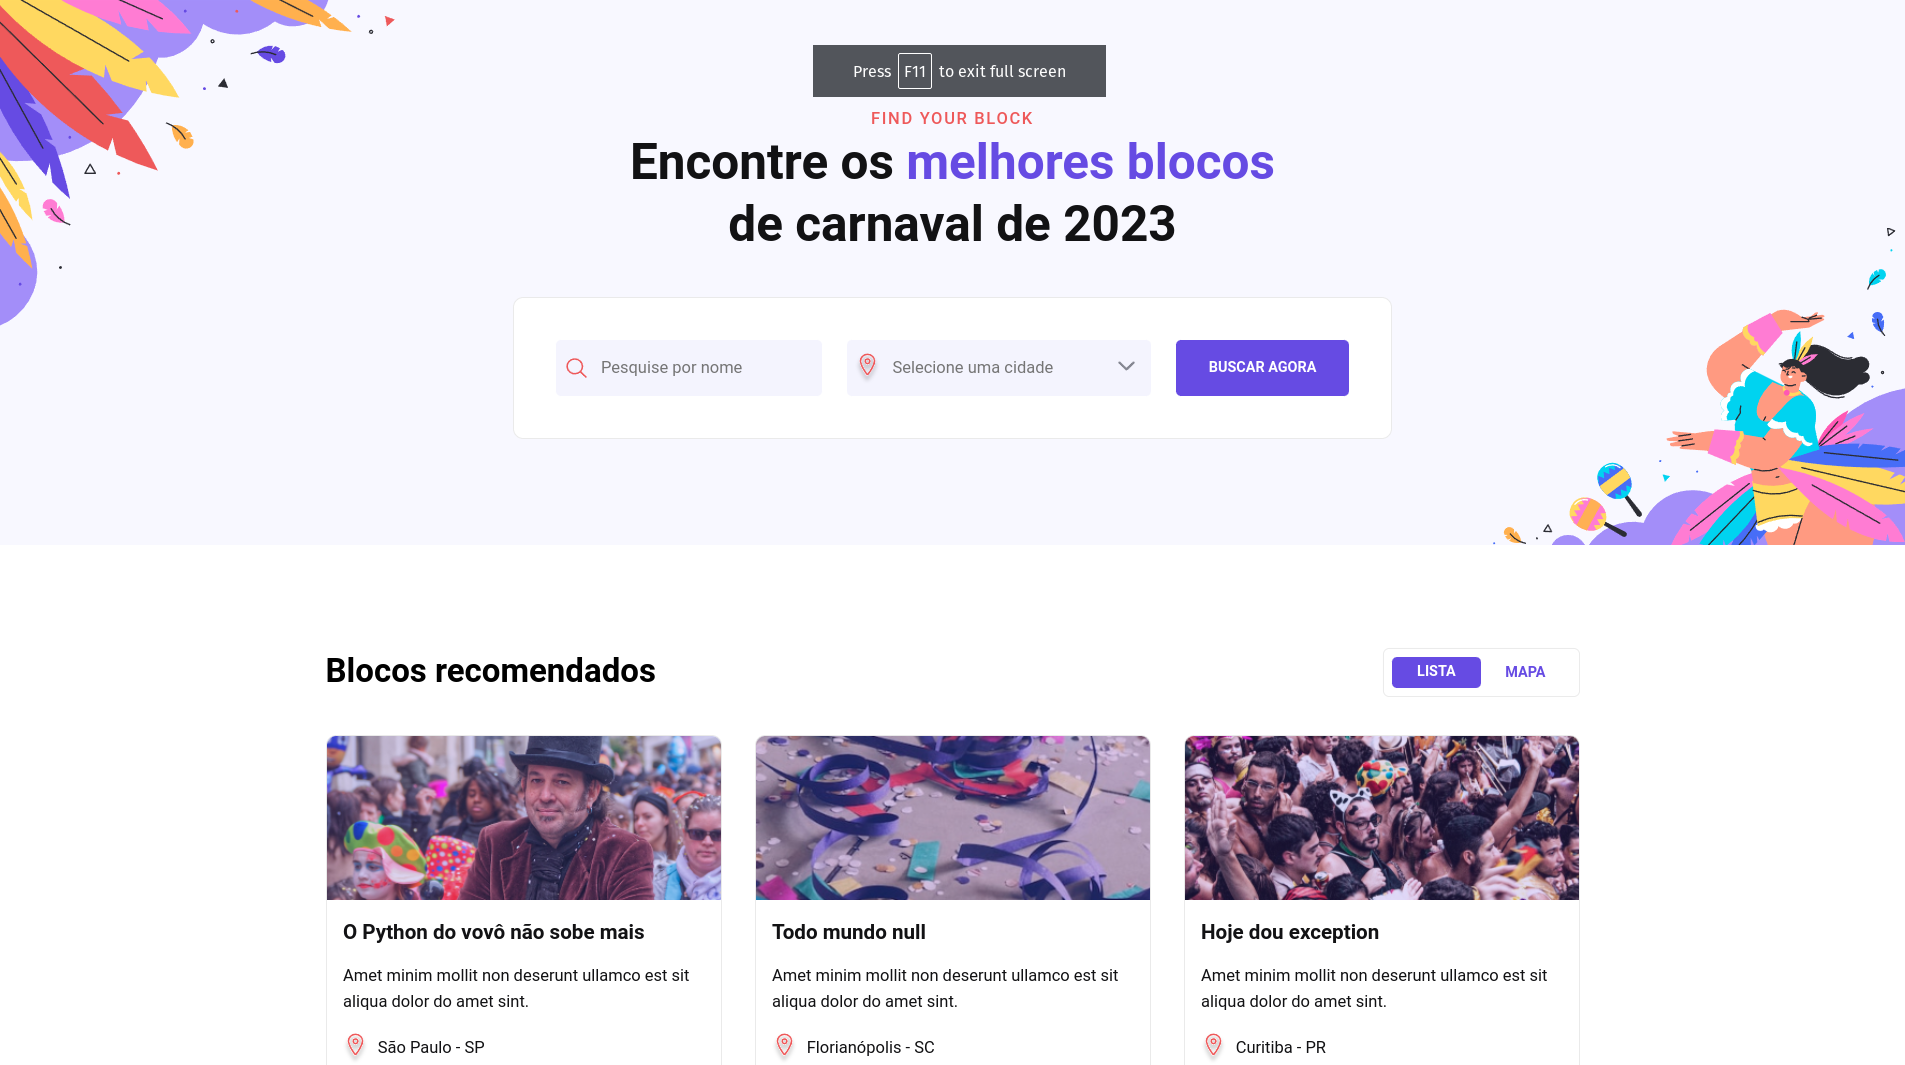 Press F11 to exit full screen
FIND YOUR BLOCK
Encontre os melhores blocos
de carnaval de 2023
Pesquise por nome
Selecione uma cidade
BUSCAR AGORA
Blocos recomendados
LISTA
MAPA
O Python do vovô não sobe mais
Amet minim mollit non deserunt ullamco est sit
aliqua dolor do amet sint.
São Paulo - SP
Todo mundo null
Amet minim mollit non deserunt ullamco est sit
aliqua dolor do amet sint.
Florianópolis - SC
Hoje dou exception
Amet minim mollit non deserunt ullamco est sit
aliqua dolor do amet sint.
Curitiba - PR